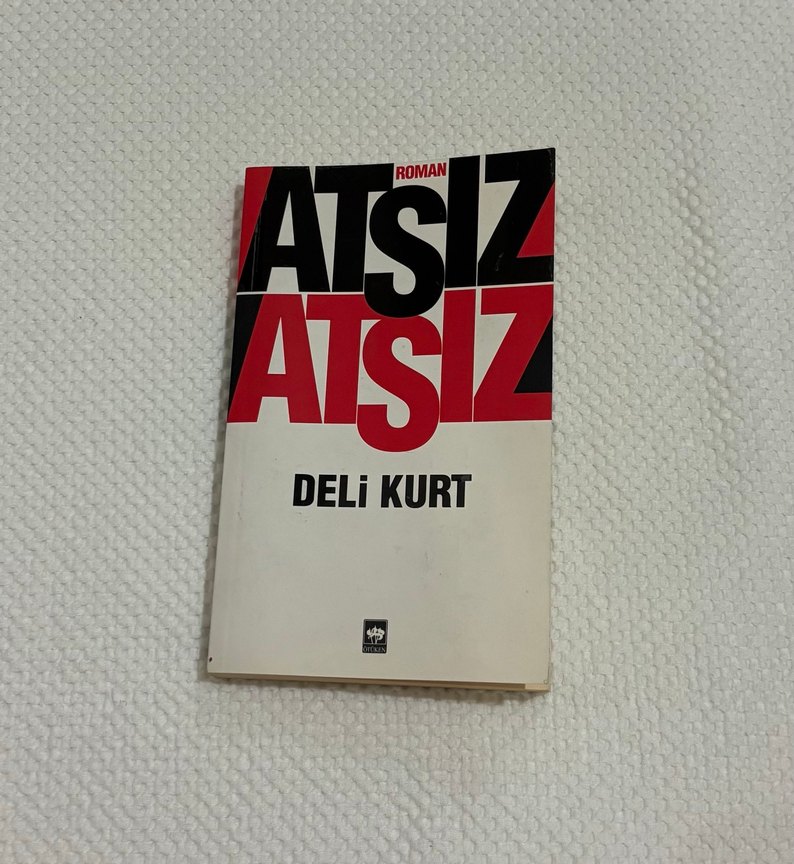 ROMAN
ATSIZ
ATSIZ
DELİ KURT
ÖTÜKEN